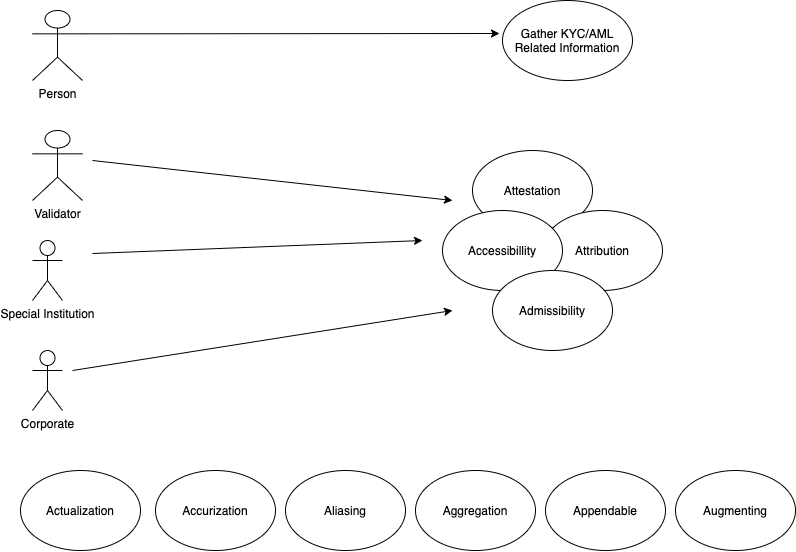 Gather KYC/AML
Related Information
Person
Attestation
Validator
Accessibillity
Attribution
Special Institution
Admissibility
Corporate
Actualization
Accurization
Aliasing
Aggregation
Appendable
Augmenting